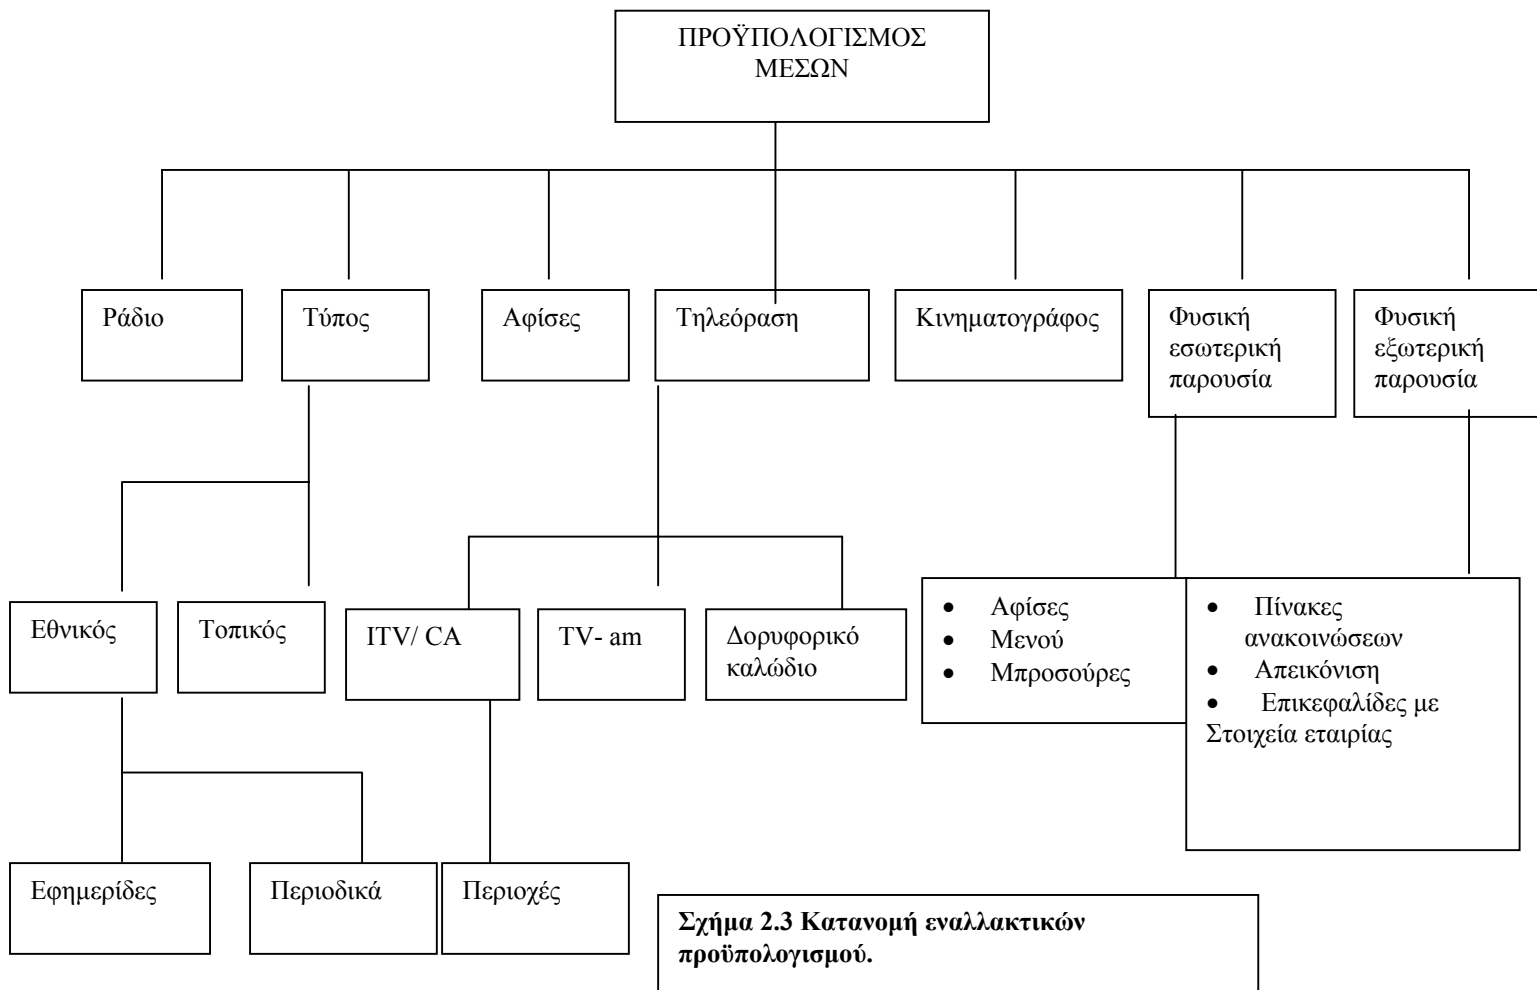 ΠΡΟΫΠΟΛΟΓΙΣΜΟΣ
ΜΕΣΩΝ
Ράδιο
Τύπος
Αφίσες
Τηλεόραση
Κινηματογράφος
Φυσική
εσωτερική
παρουσία
Φυσική
εξωτερική
παρουσία
Εθνικός
Τοπικός
ITV/ CA
TV- am
Δορυφορικό
καλώδιο
• Αφίσες
• Μενού
• Μπροσούρες
• Πίνακες
ανακοινώσεων
• Απεικόνιση
• Επικεφαλίδες με
Στοιχεία εταιρίας
Εφημερίδες
Περιοδικά
Περιοχές
Σχήμα 2.3 Κατανομή εναλλακτικών
προϋπολογισμού.